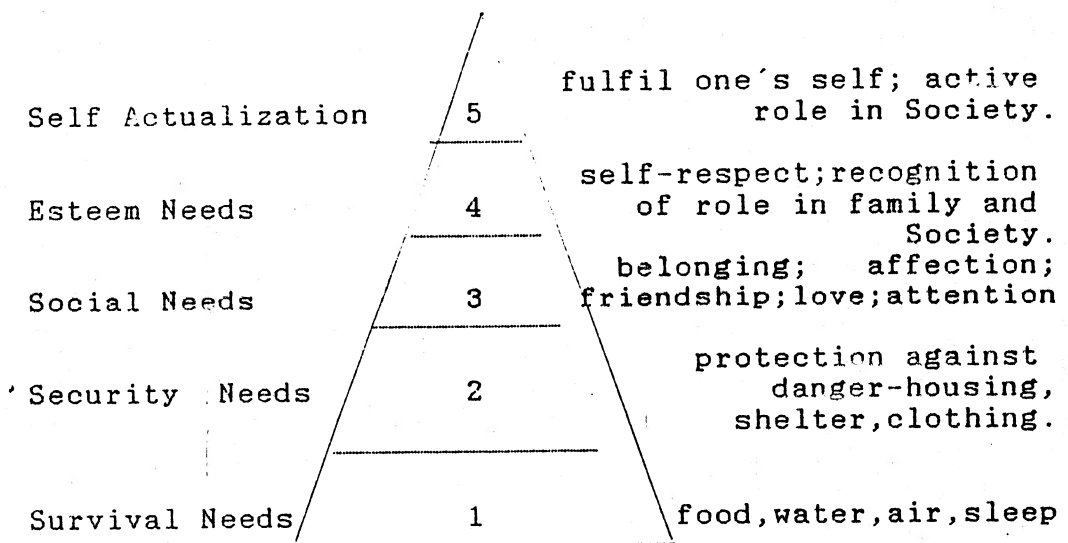 fulfil one's self; active
Self Actualization 5 role in Society.
self-respect;recognition
Esteem Needs 4 of role in family and
Society.
belonging; affection;
Social Needs 3 friendship;love;attention
protection against
Security Needs 2 danger-housing,
shelter,clothing.
Survival Needs 1 food,water,air,sleep